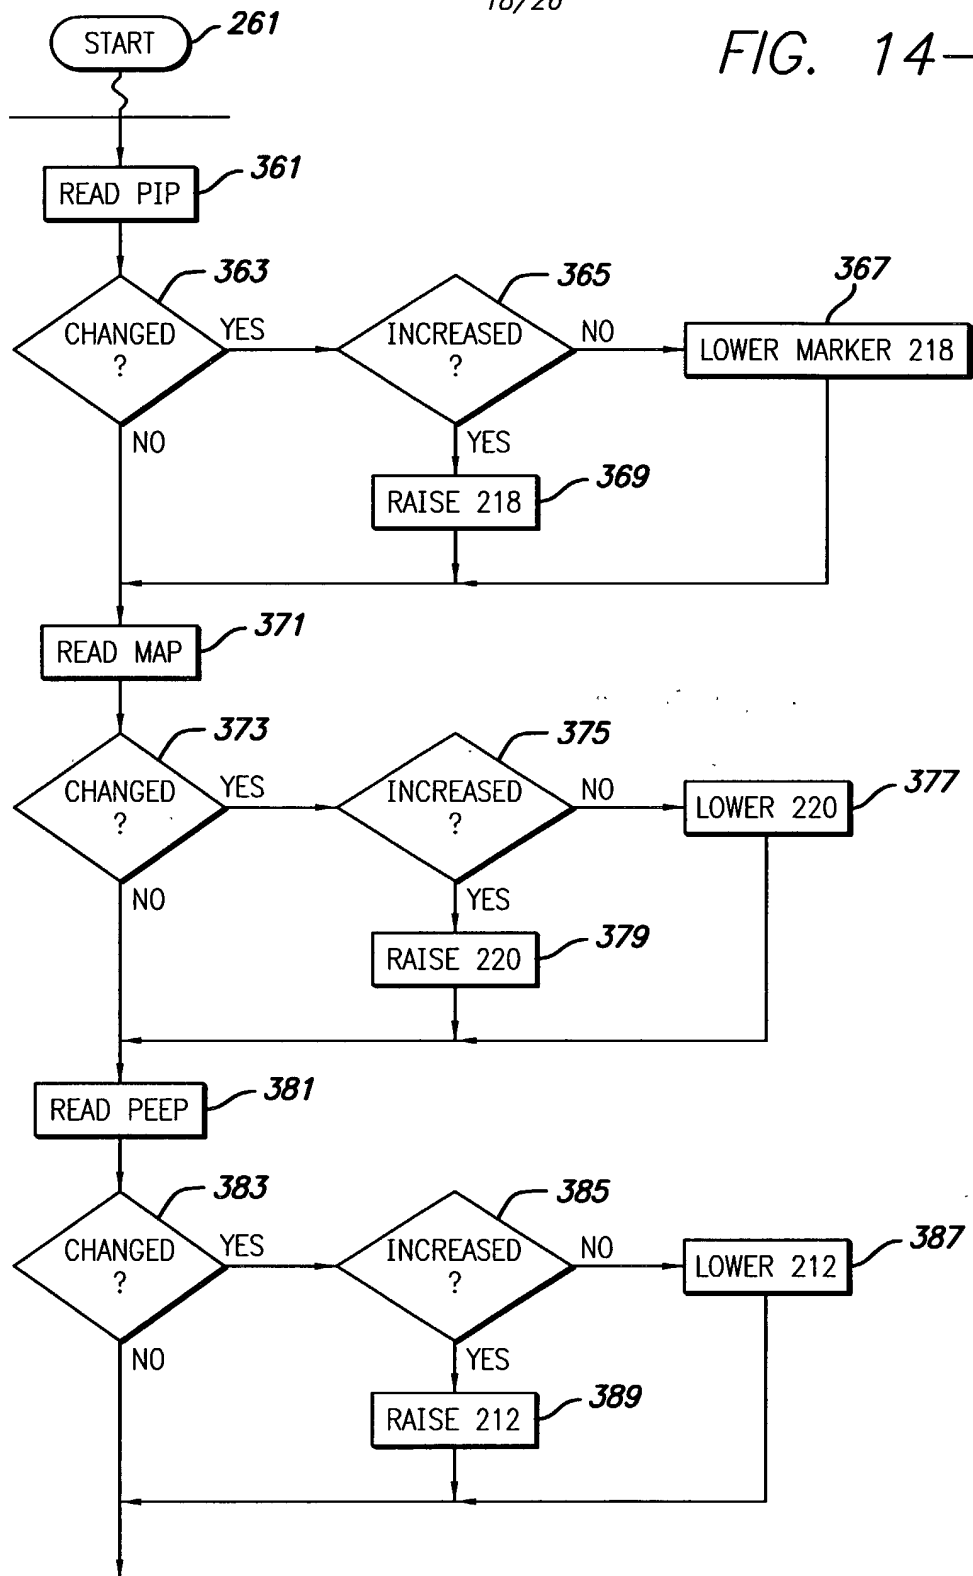 START
261
FIG. 14-
READ PIP
361
CHANGED
?
363
YES
NO
INCREASED
?
365
NO
YES
LOWER MARKER 218
367
RAISE 218
369
READ MAP
371
CHANGED
?
373
YES
NO
INCREASED
?
375
NO
YES
LOWER 220
377
RAISE 220
379
READ PEEP
381
CHANGED
?
383
YES
NO
INCREASED
?
385
NO
YES
LOWER 212
387
RAISE 212
389